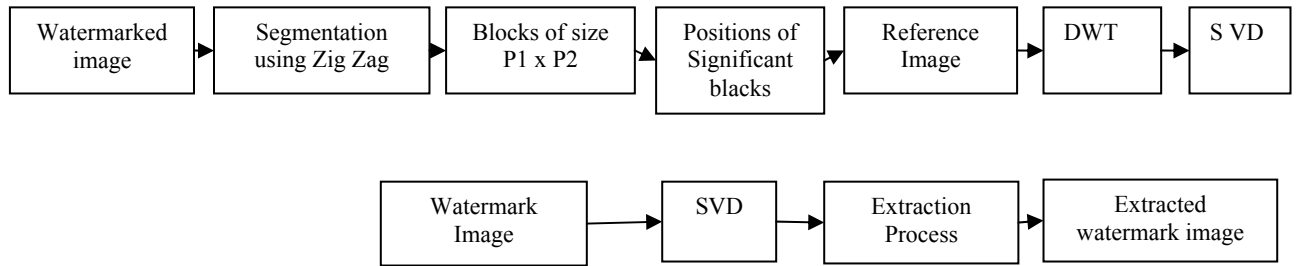 Watermarked
image
Segmentation
using Zig Zag
Blocks of size
P1 x P2
Positions of
Significant
blacks
Reference
Image
DWT
S VD
Watermark
Image
SVD
Extraction
Process
Extracted
watermark image